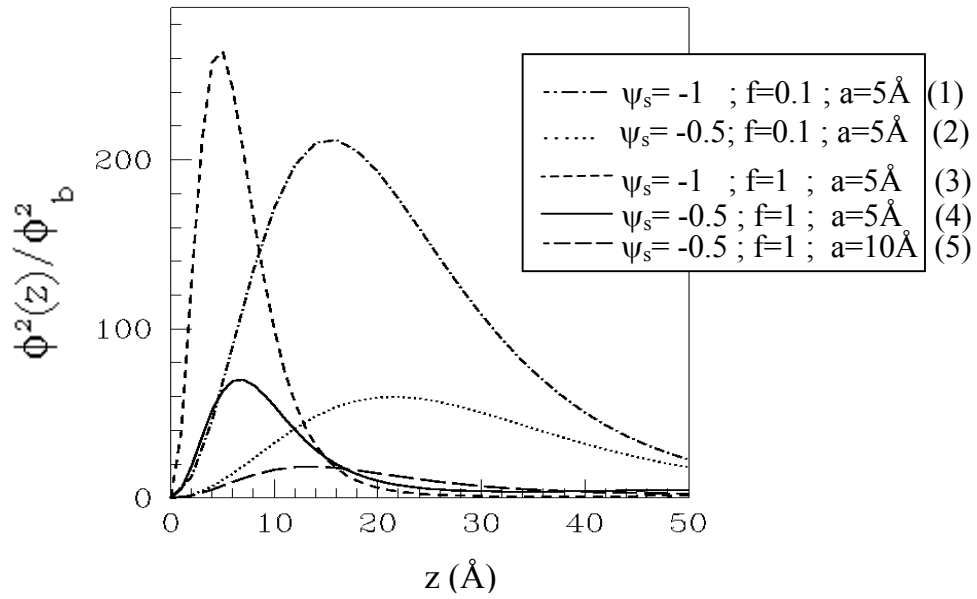 ϕ²(z)/ϕ²_b
200
100
0
0 10 20 30 40 50
z (Å)
ψₛ= -1 ; f=0.1 ; a=5Å (1)
ψₛ= -0.5; f=0.1 ; a=5Å (2)
ψₛ= -1 ; f=1 ; a=5Å (3)
ψₛ= -0.5 ; f=1 ; a=5Å (4)
ψₛ= -0.5 ; f=1 ; a=10Å (5)